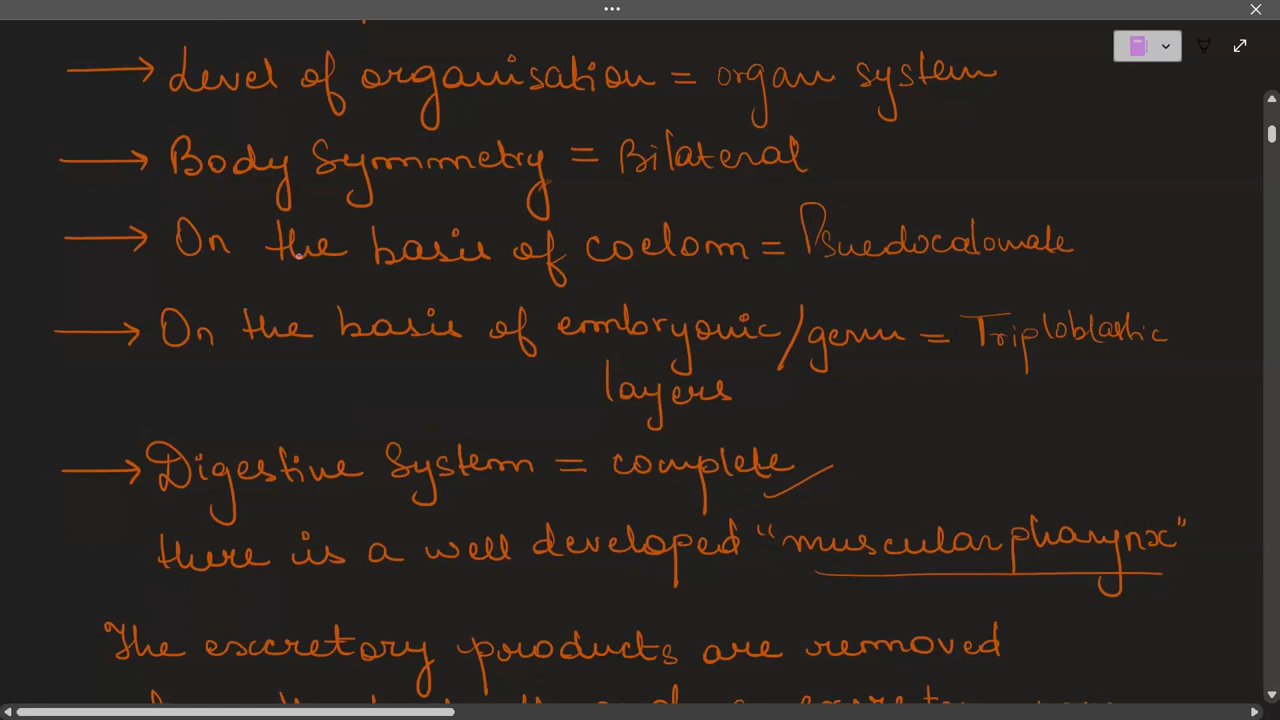 → Level of organisation = organ system
→ Body Symmetry = Bilateral
→ On the basis of coelom = Psuedocalomate
→ On the basis of embryonic/germ = Triploblastic
layers
→ Digestive System = complete
there is a well developed "muscular pharynx"
The excretory products are removed